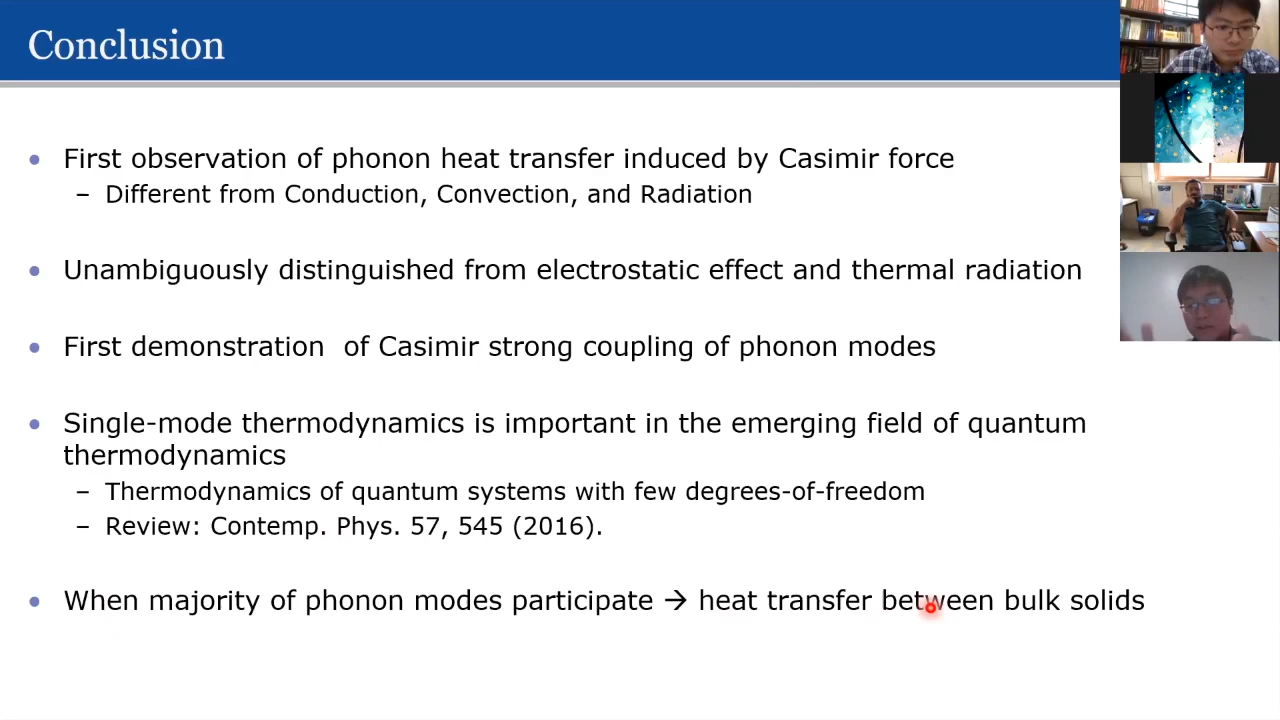 Conclusion
• First observation of phonon heat transfer induced by Casimir force
– Different from Conduction, Convection, and Radiation
• Unambiguously distinguished from electrostatic effect and thermal radiation
• First demonstration  of Casimir strong coupling of phonon modes
• Single-mode thermodynamics is important in the emerging field of quantum
thermodynamics
– Thermodynamics of quantum systems with few degrees-of-freedom
– Review: Contemp. Phys. 57, 545 (2016).
• When majority of phonon modes participate → heat transfer between bulk solids